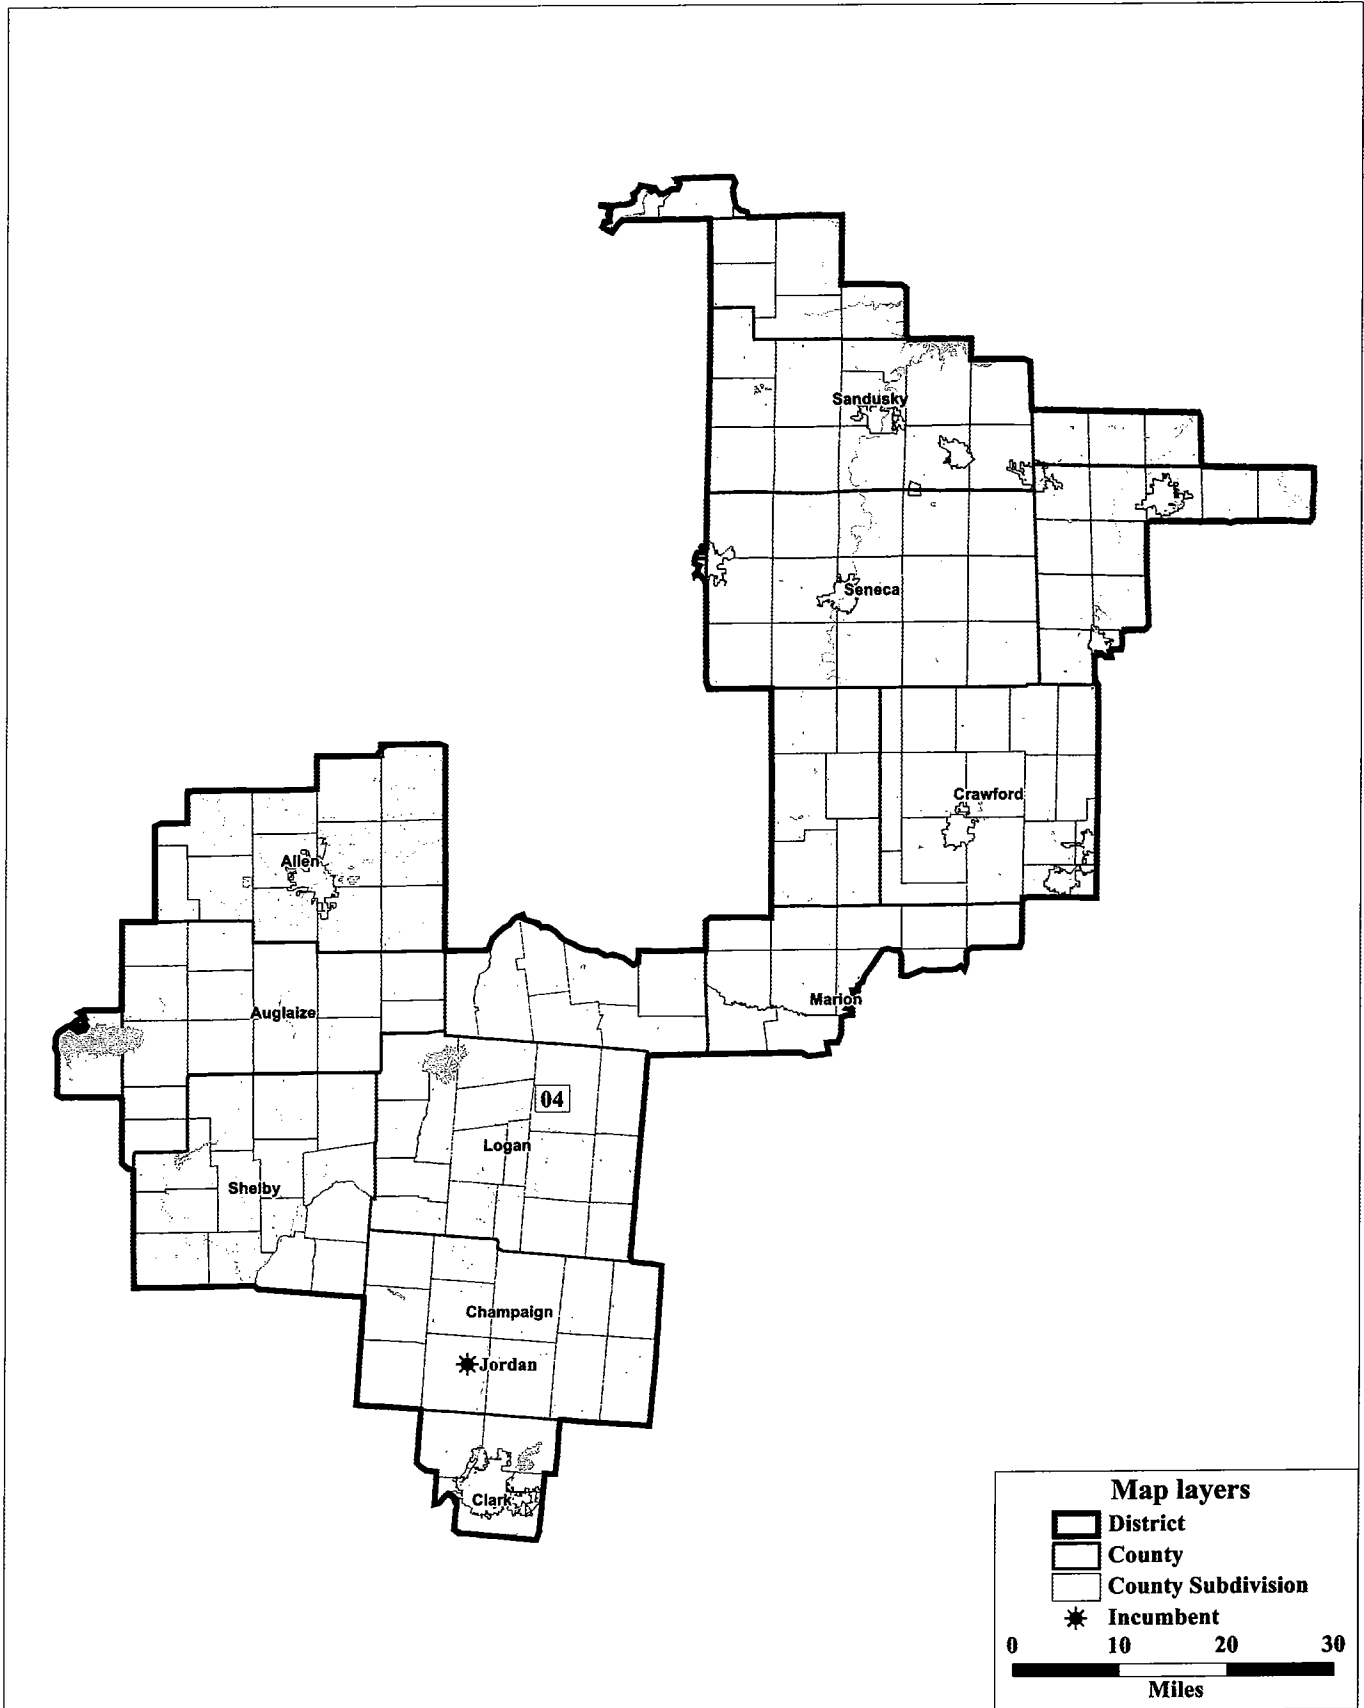 Sandusky
Seneca
Crawford
Allen
Marion
Auglaize
04
Logan
Shelby
Champaign
Jordan
Clark
Map layers
District
County
County Subdivision
Incumbent
0 10 20 30
Miles